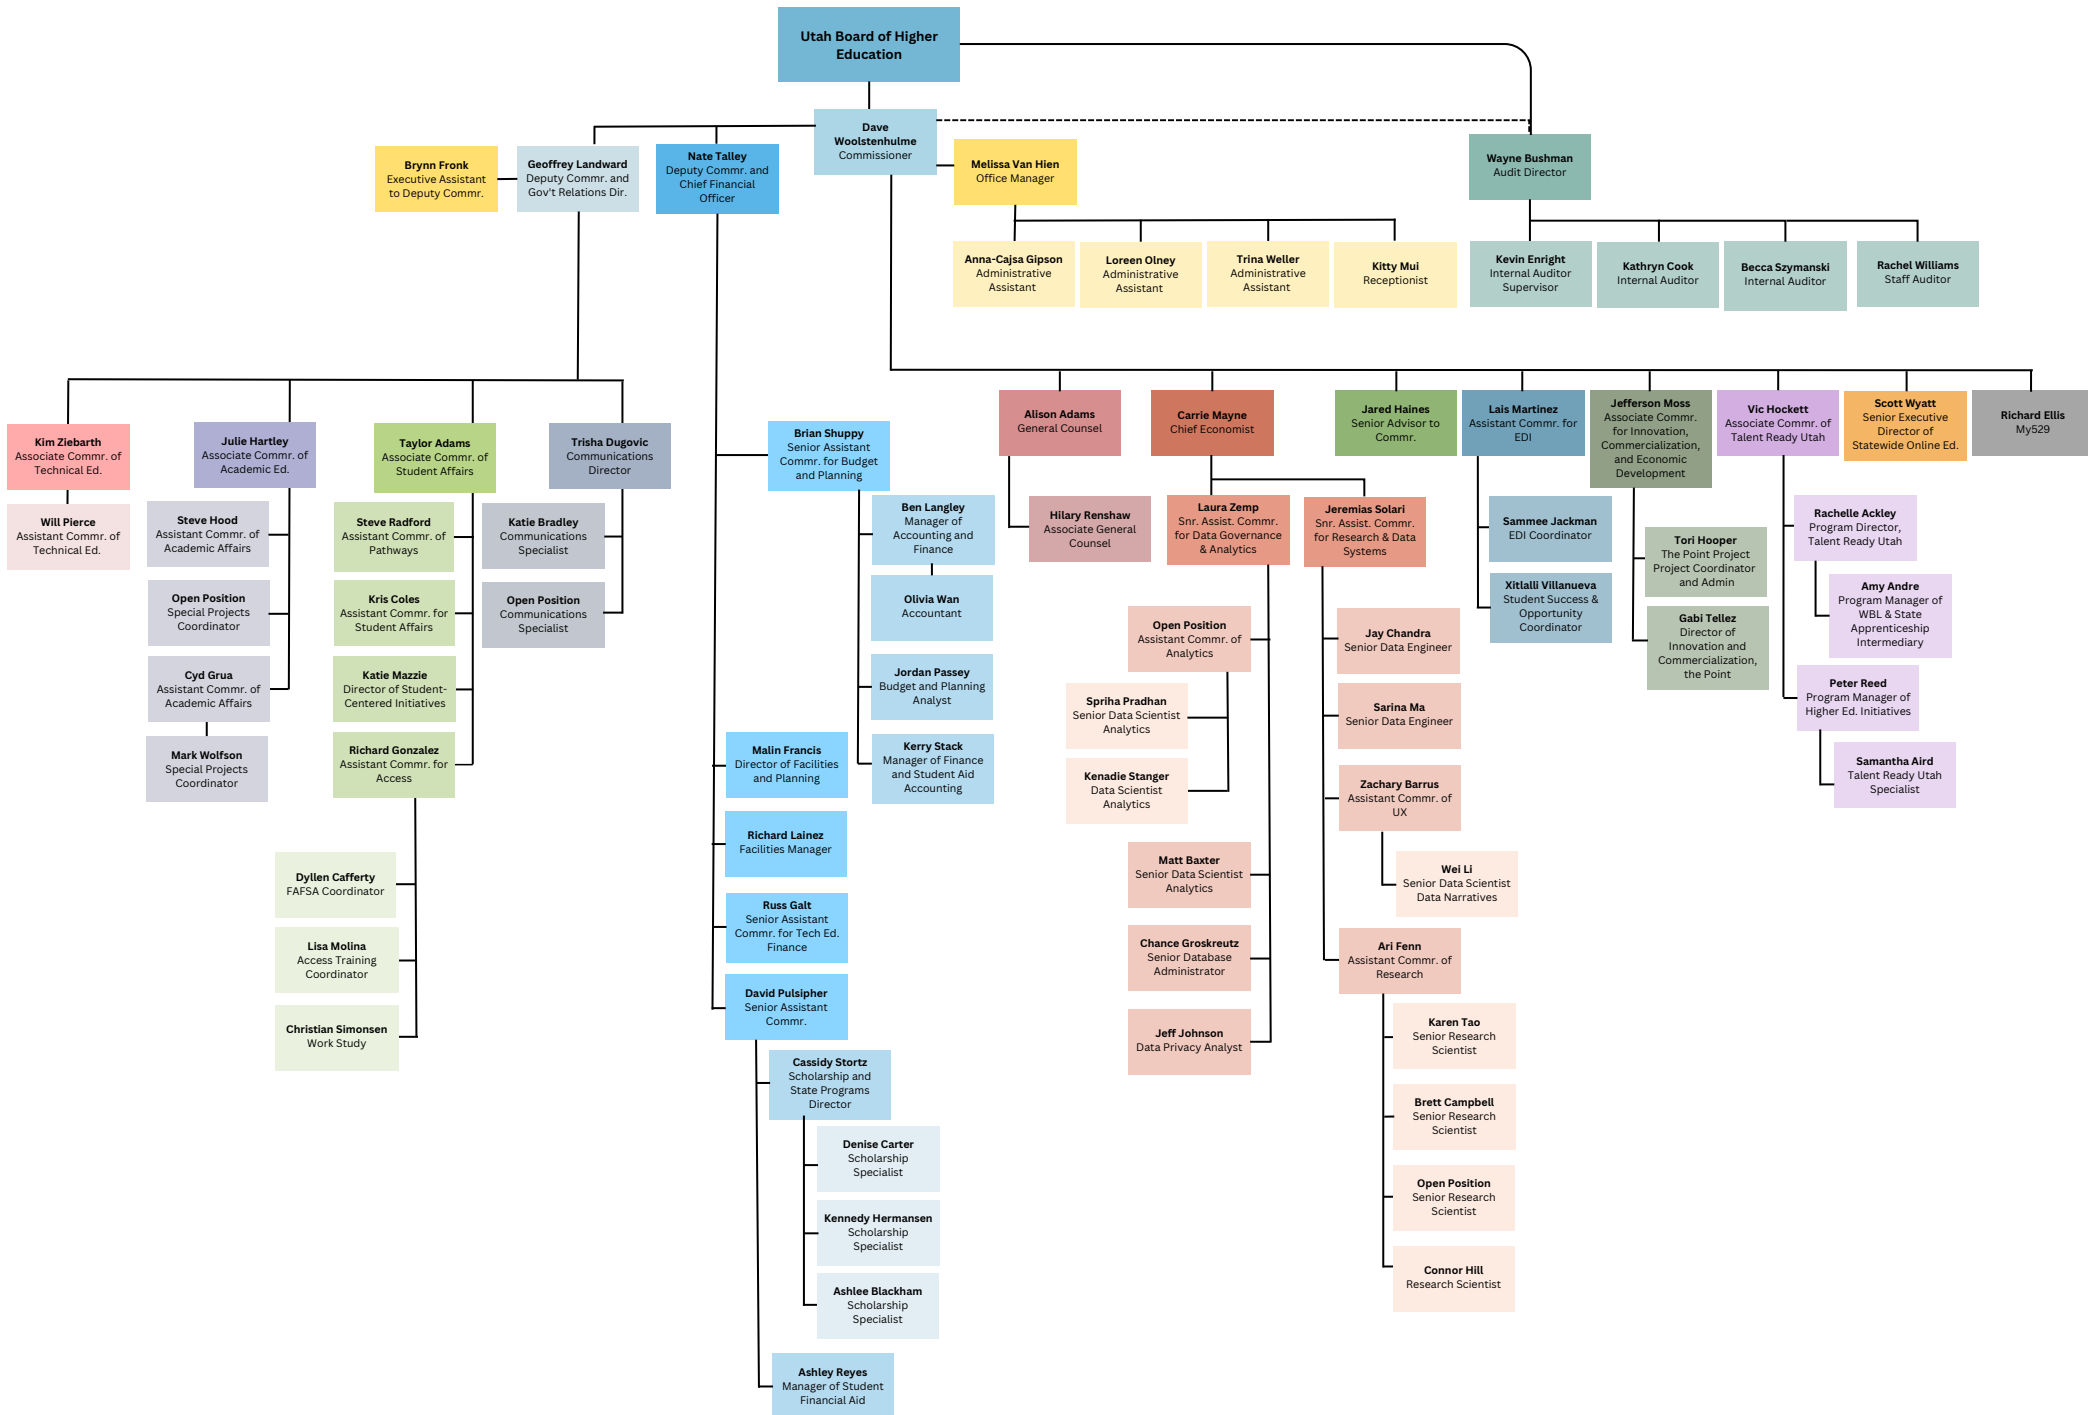 Utah Board of Higher
Education
Dave
Woolstenhulme
Commissioner
Brynn Fronk
Executive Assistant
to Deputy Commr.
Geoffrey Landward
Deputy Commr. and
Gov't Relations Dir.
Nate Talley
Deputy Commr. and
Chief Financial
Officer
Melissa Van Hien
Office Manager
Wayne Bushman
Audit Director
Anna-Cajsa Gipson
Administrative
Assistant
Loreen Olney
Administrative
Assistant
Trina Weller
Administrative
Assistant
Kitty Mui
Receptionist
Kevin Enright
Internal Auditor
Supervisor
Kathryn Cook
Internal Auditor
Becca Szymanski
Internal Auditor
Rachel Williams
Staff Auditor
Kim Ziebarth
Associate Commr. of
Technical Ed.
Will Pierce
Assistant Commr. of
Technical Ed.
Julie Hartley
Associate Commr. of
Academic Ed.
Steve Hood
Assistant Commr. of
Academic Affairs
Open Position
Special Projects
Coordinator
Cyd Grua
Assistant Commr. of
Academic Affairs
Mark Wolfson
Special Projects
Coordinator
Taylor Adams
Associate Commr. of
Student Affairs
Steve Radford
Assistant Commr. of
Pathways
Kris Coles
Assistant Commr. for
Student Affairs
Katie Mazzie
Director of Student-
Centered Initiatives
Richard Gonzalez
Assistant Commr. for
Access
Dyllen Cafferty
FAFSA Coordinator
Lisa Molina
Access Training
Coordinator
Christian Simonsen
Work Study
Trisha Dugovic
Communications
Director
Katie Bradley
Communications
Specialist
Open Position
Communications
Specialist
Brian Shuppy
Senior Assistant
Commr. for Budget
and Planning
Ben Langley
Manager of
Accounting and
Finance
Olivia Wan
Accountant
Jordan Passey
Budget and Planning
Analyst
Kerry Stack
Manager of Finance
and Student Aid
Accounting
Malin Francis
Director of Facilities
and Planning
Richard Lainez
Facilities Manager
Russ Galt
Senior Assistant
Commr. for Tech Ed.
Finance
David Pulsipher
Senior Assistant
Commr.
Cassidy Stortz
Scholarship and
State Programs
Director
Denise Carter
Scholarship
Specialist
Kennedy Hermansen
Scholarship
Specialist
Ashlee Blackham
Scholarship
Specialist
Ashley Reyes
Manager of Student
Financial Aid
Alison Adams
General Counsel
Hilary Renshaw
Associate General
Counsel
Carrie Mayne
Chief Economist
Laura Zemp
Snr. Assist. Commr.
for Data Governance
& Analytics
Open Position
Assistant Commr. of
Analytics
Spriha Pradhan
Senior Data Scientist
Analytics
Kenadie Stanger
Data Scientist
Analytics
Matt Baxter
Senior Data Scientist
Analytics
Chance Groskreutz
Senior Database
Administrator
Jeff Johnson
Data Privacy Analyst
Jeremias Solari
Snr. Assist. Commr.
for Research & Data
Systems
Jay Chandra
Senior Data Engineer
Sarina Ma
Senior Data Engineer
Zachary Barrus
Assistant Commr. of
UX
Wei Li
Senior Data Scientist
Data Narratives
Ari Fenn
Assistant Commr. of
Research
Karen Tao
Senior Research
Scientist
Brett Campbell
Senior Research
Scientist
Open Position
Senior Research
Scientist
Connor Hill
Research Scientist
Jared Haines
Senior Advisor to
Commr.
Lais Martinez
Assistant Commr. for
EDI
Sammee Jackman
EDI Coordinator
Xitlalli Villanueva
Student Success &
Opportunity
Coordinator
Jefferson Moss
Associate Commr.
for Innovation,
Commercialization,
and Economic
Development
Tori Hooper
The Point Project
Project Coordinator
and Admin
Gabi Tellez
Director of
Innovation and
Commercialization,
the Point
Vic Hockett
Associate Commr. of
Talent Ready Utah
Rachelle Ackley
Program Director,
Talent Ready Utah
Amy Andre
Program Manager of
WBL & State
Apprenticeship
Intermediary
Peter Reed
Program Manager of
Higher Ed. Initiatives
Samantha Aird
Talent Ready Utah
Specialist
Scott Wyatt
Senior Executive
Director of
Statewide Online Ed.
Richard Ellis
My529